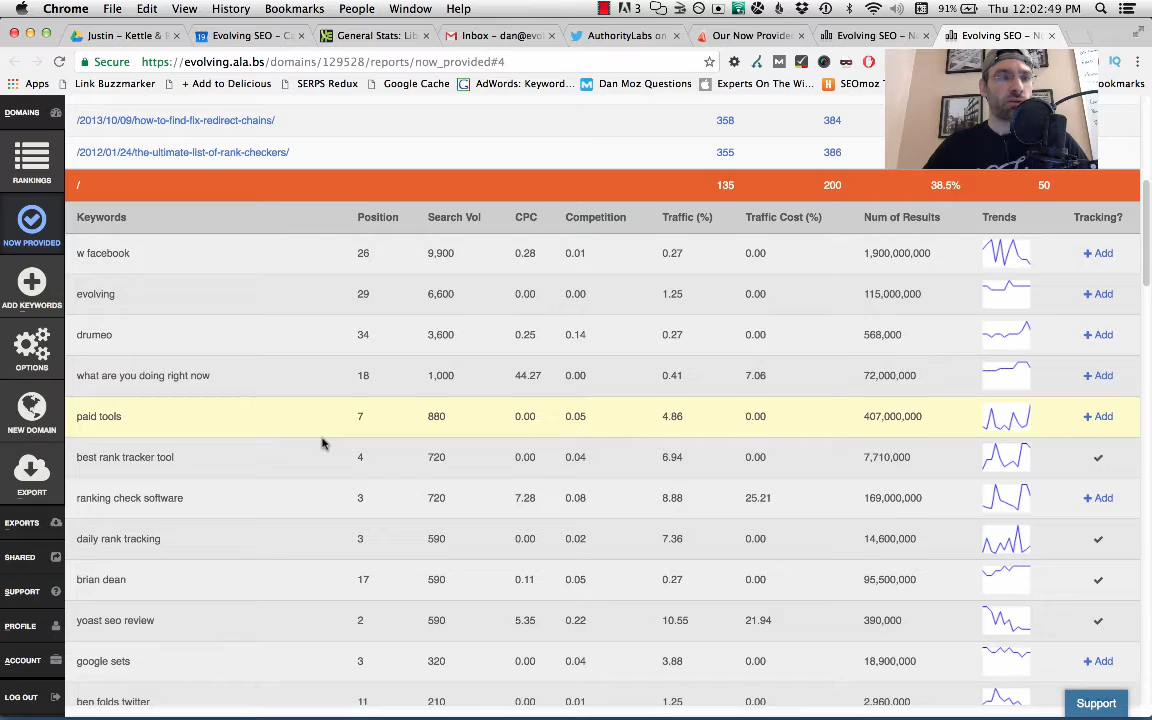 Chrome File Edit View History Bookmarks People Window Help 3 91% Thu 12:02:49 PM
Justin – Kettle & B Evolving SEO - Ca General Stats: Lib Inbox - dan@evol AuthorityLabs on Our Now Provided Evolving SEO – No Evolving SEO – No
Secure https://evolving.ala.bs/domains/129528/reports/now_provided#4
Apps Link Buzzmarker + Add to Delicious SERPS Redux Google Cache AdWords: Keyword... Dan Moz Questions Experts On The Wi SEOmoz ookmarks
DOMAINS
RANKINGS
NOW PROVIDED
ADD KEYWORDS
OPTIONS
NEW DOMAIN
EXPORT
EXPORTS
SHARED
SUPPORT
PROFILE
ACCOUNT
LOG OUT
/2013/10/09/how-to-find-fix-redirect-chains/ 358 384
/2012/01/24/the-ultimate-list-of-rank-checkers/ 355 386
/ 135 200 38.5% 50
Keywords Position Search Vol CPC Competition Traffic (%) Traffic Cost (%) Num of Results Trends Tracking?
w facebook 26 9,900 0.28 0.01 0.27 0.00 1,900,000,000 + Add
evolving 29 6,600 0.00 0.00 1.25 0.00 115,000,000 + Add
drumeo 34 3,600 0.25 0.14 0.27 0.00 568,000 + Add
what are you doing right now 18 1,000 44.27 0.00 0.41 7.06 72,000,000 + Add
paid tools 7 880 0.00 0.05 4.86 0.00 407,000,000 + Add
best rank tracker tool 4 720 0.00 0.04 6.94 0.00 7,710,000 ✔
ranking check software 3 720 7.28 0.08 8.88 25.21 169,000,000 + Add
daily rank tracking 3 590 0.00 0.02 7.36 0.00 14,600,000 ✔
brian dean 17 590 0.11 0.05 0.27 0.00 95,500,000 ✔
yoast seo review 2 590 5.35 0.22 10.55 21.94 390,000 ✔
google sets 3 320 0.00 0.04 3.88 0.00 18,900,000 + Add
ben folds twitter 11 210 0.00 0.01 1.25 0.00 2,960,000
Support